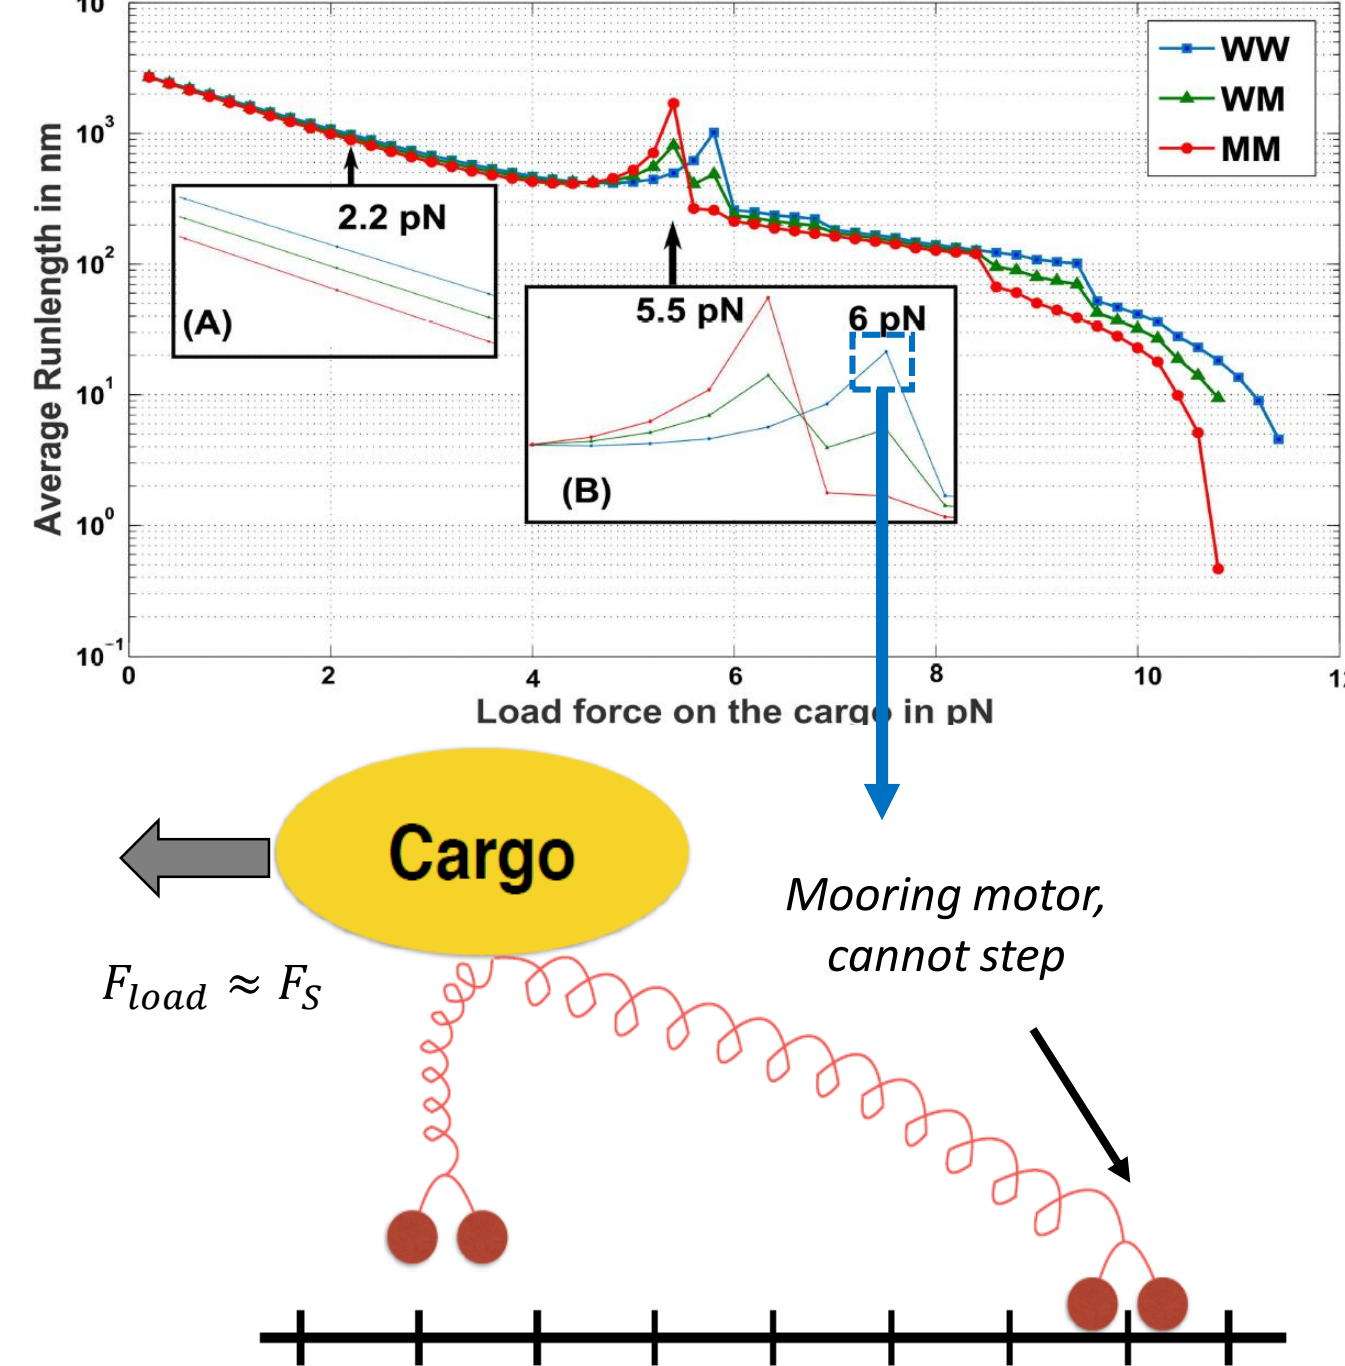 10
10³
10²
10¹
10⁰
10⁻¹
Average Runlength in nm
WW
WM
MM
2.2 pN
(A)
5.5 pN
6 pN
(B)
0 2 4 6 8 10
Load force on the cargo in pN
Cargo
F_load ≈ F_S
Mooring motor,
cannot step